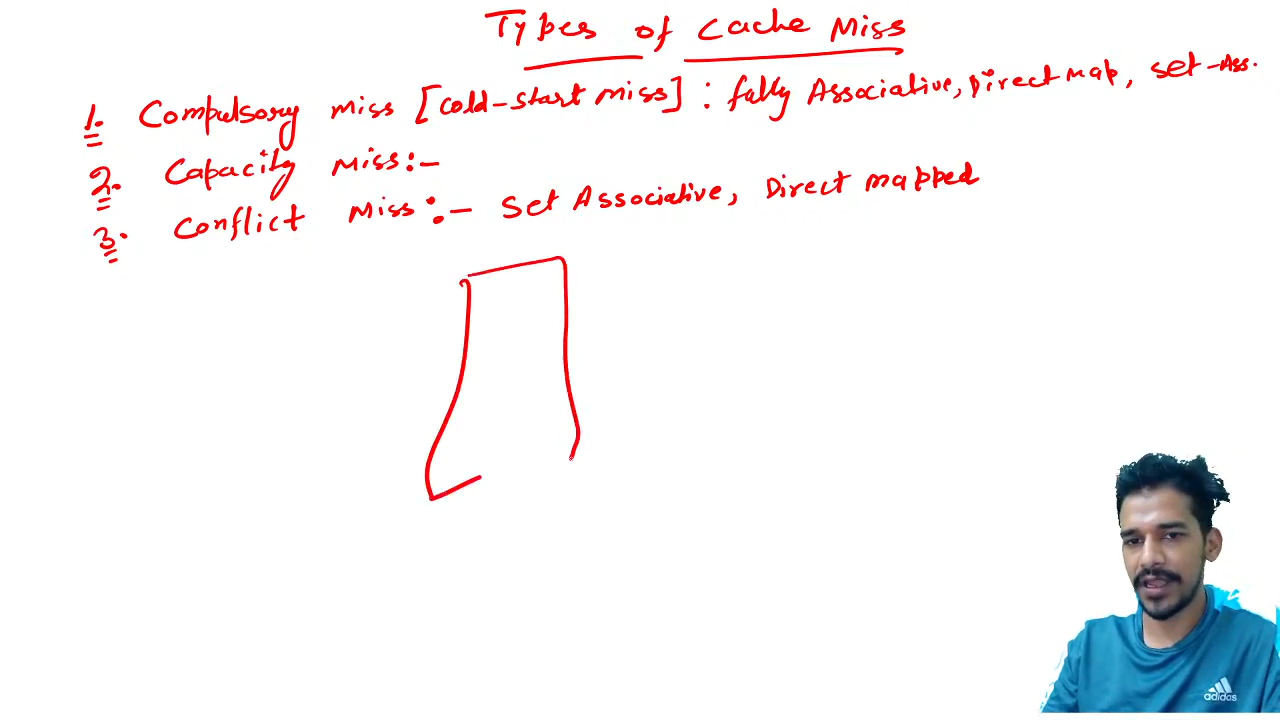 Types of Cache Miss
1. Compulsory Miss [Cold-start Miss] : fully Associative, Direct Map, set-Ass.
2. Capacity Miss:-
3. Conflict Miss:- Set Associative, Direct mapped
adidas